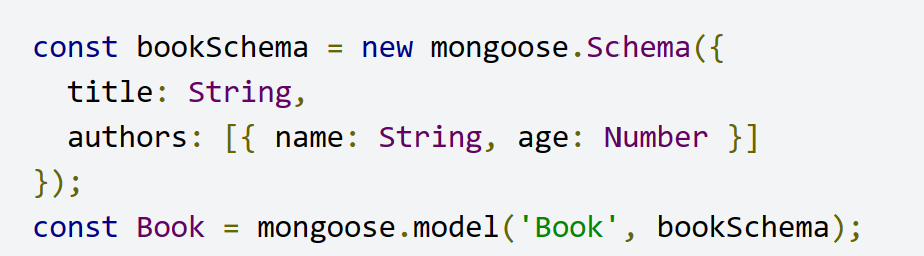 const bookSchema = new mongoose.Schema({
  title: String,
  authors: [{ name: String, age: Number }]
});
const Book = mongoose.model('Book', bookSchema);